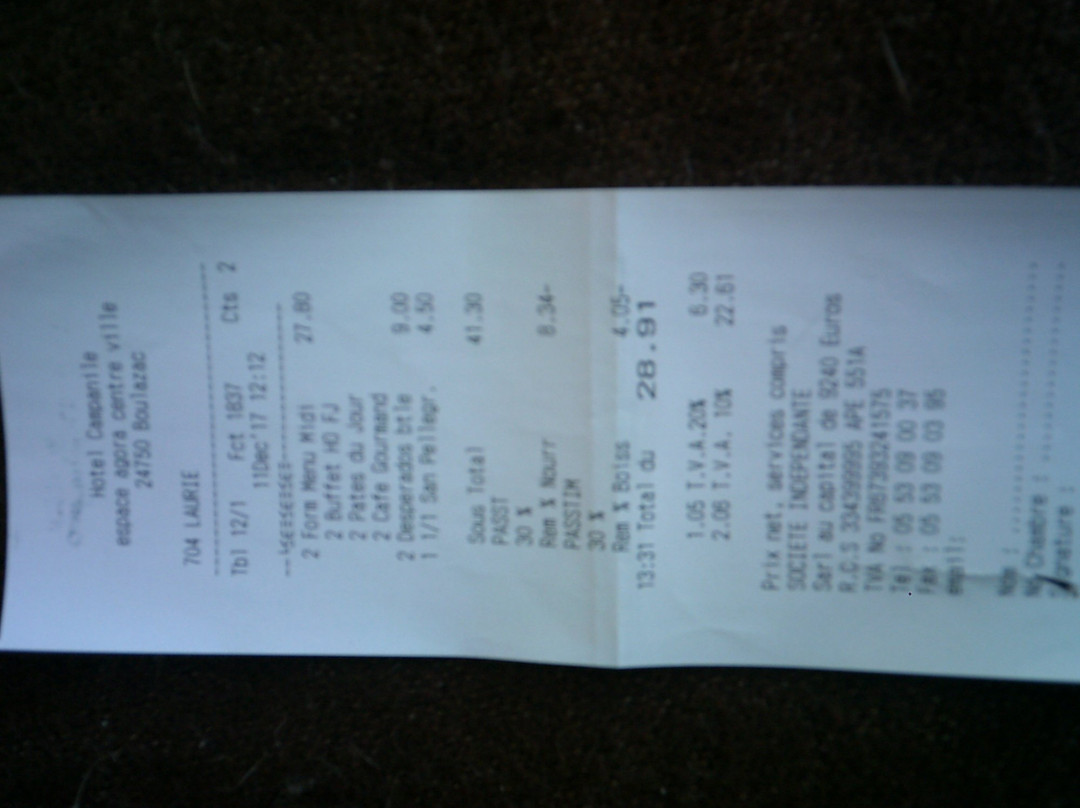 Hotel Campanile
espace agora centre ville
24750 Boulazac
704 LAURIE
Tbl 12/1 Fct 1837 Cts 2
11Dec'17 12:12
2 Form Menu Midi 27.80
2 Buffet HO FJ
2 Pates du Jour
2 Cafe Gourmand
2 Desperados btle 9.00
1 1/1 San Pellegr. 4.50
Sous Total 41.30
PASST
30 %
Rem % Nourr 8.34-
PASSTIM
30 %
Rem % Boiss 4.05-
13:31 Total du 28.91
1.05 T.V.A.20% 6.30
2.06 T.V.A. 10% 22.61
Prix net, services compris
SOCIETE INDEPENDANTE
Sarl au capital de 9240 Euros
R.C.S 334399995 APE 551A
TVA No
Tel : 05 53 09 00 37
Fax : 05 53 09 03 95
email:
Nom :
No Chambre :
Signature :